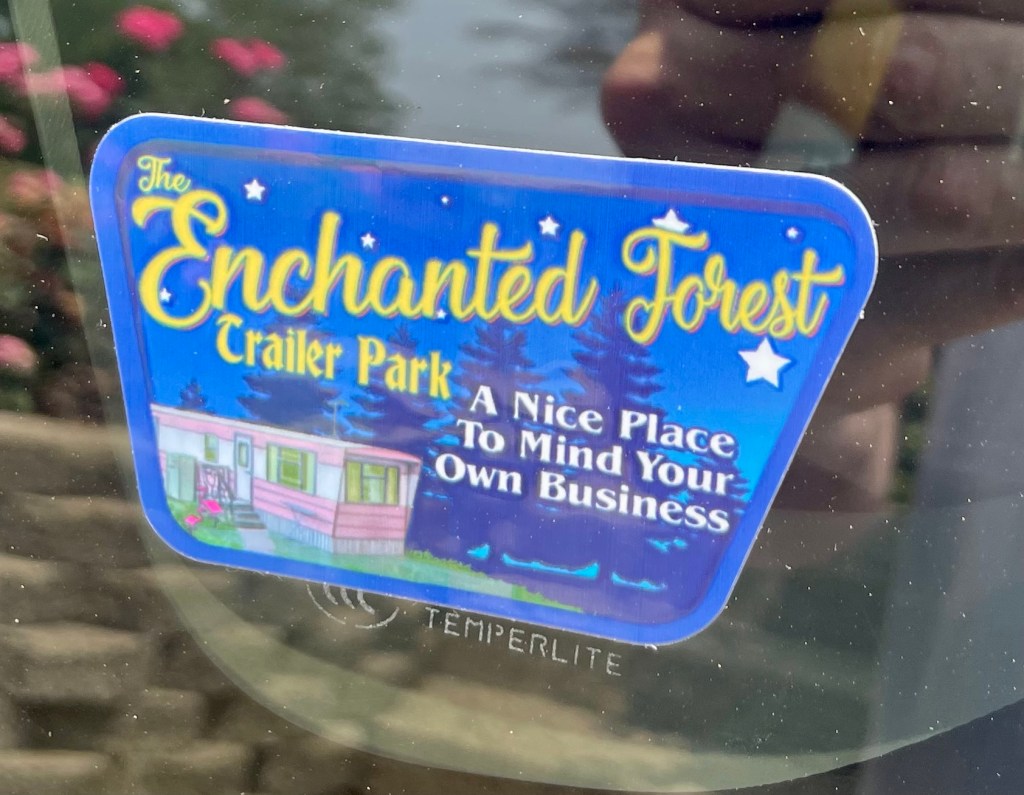 The
Enchanted Forest
Trailer Park
A Nice Place
To Mind Your
Own Business
TEMPERLITE